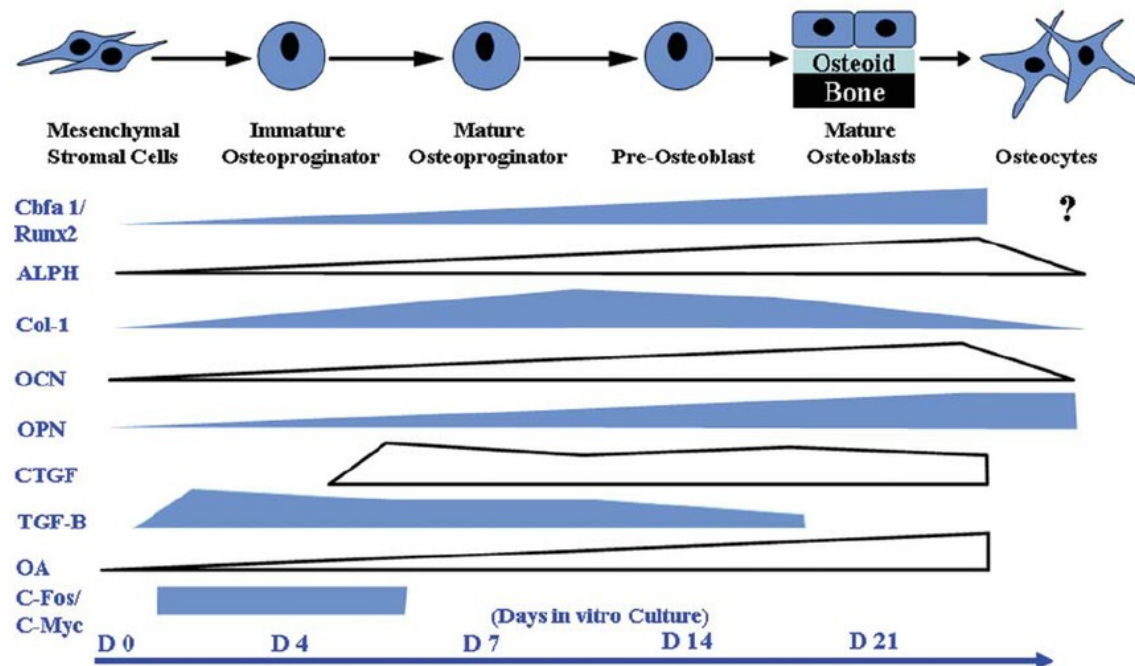 Osteoid
Bone
Mesenchymal
Stromal Cells
Immature
Osteoproginator
Mature
Osteoproginator
Pre-Osteoblast
Mature
Osteoblasts
Osteocytes
Cbfa 1/
Runx2
?
ALPH
Col-1
OCN
OPN
CTGF
TGF-B
OA
C-Fos/
C-Myc
(Days in vitro Culture)
D 0 D 4 D 7 D 14 D 21